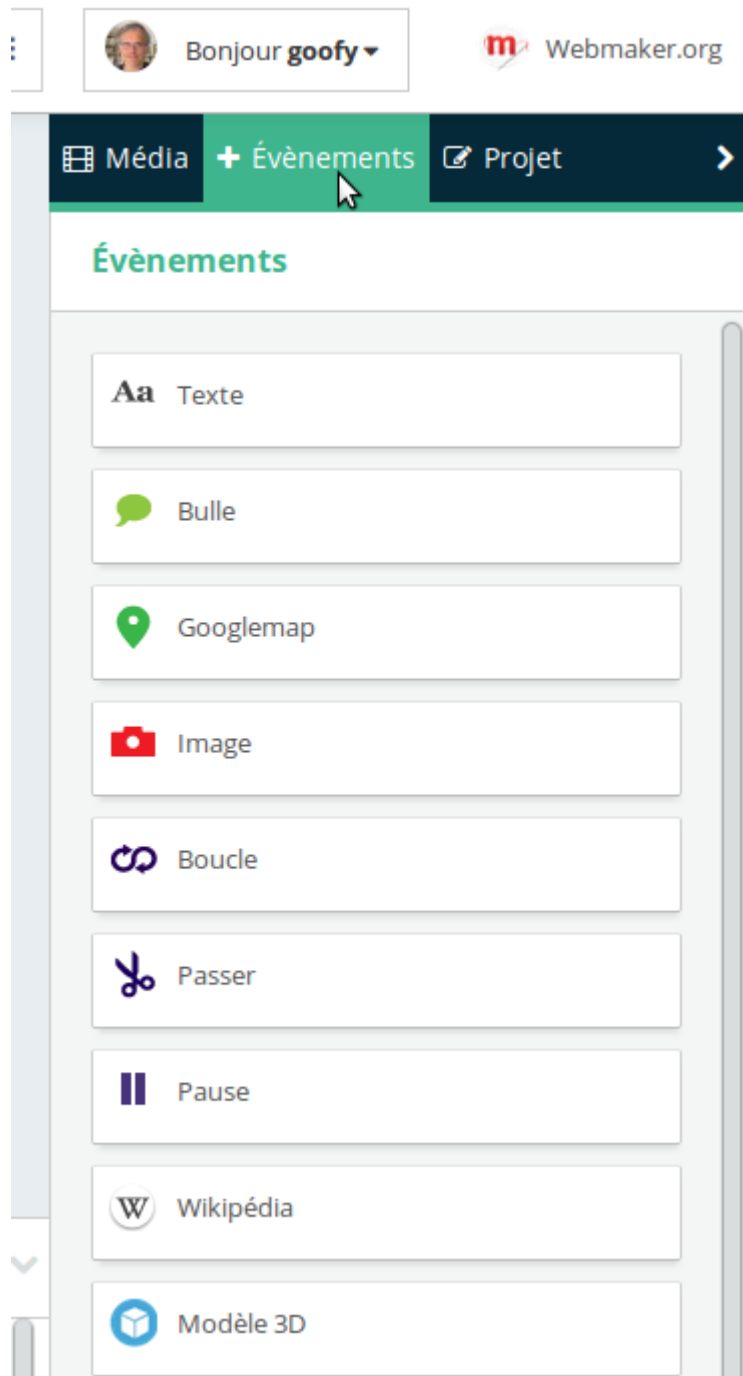 Bonjour goofy
Webmaker.org
Média
Évènements
Projet
Évènements
Aa Texte
Bulle
Googlemap
Image
Boucle
Passer
Pause
W Wikipédia
Modèle 3D